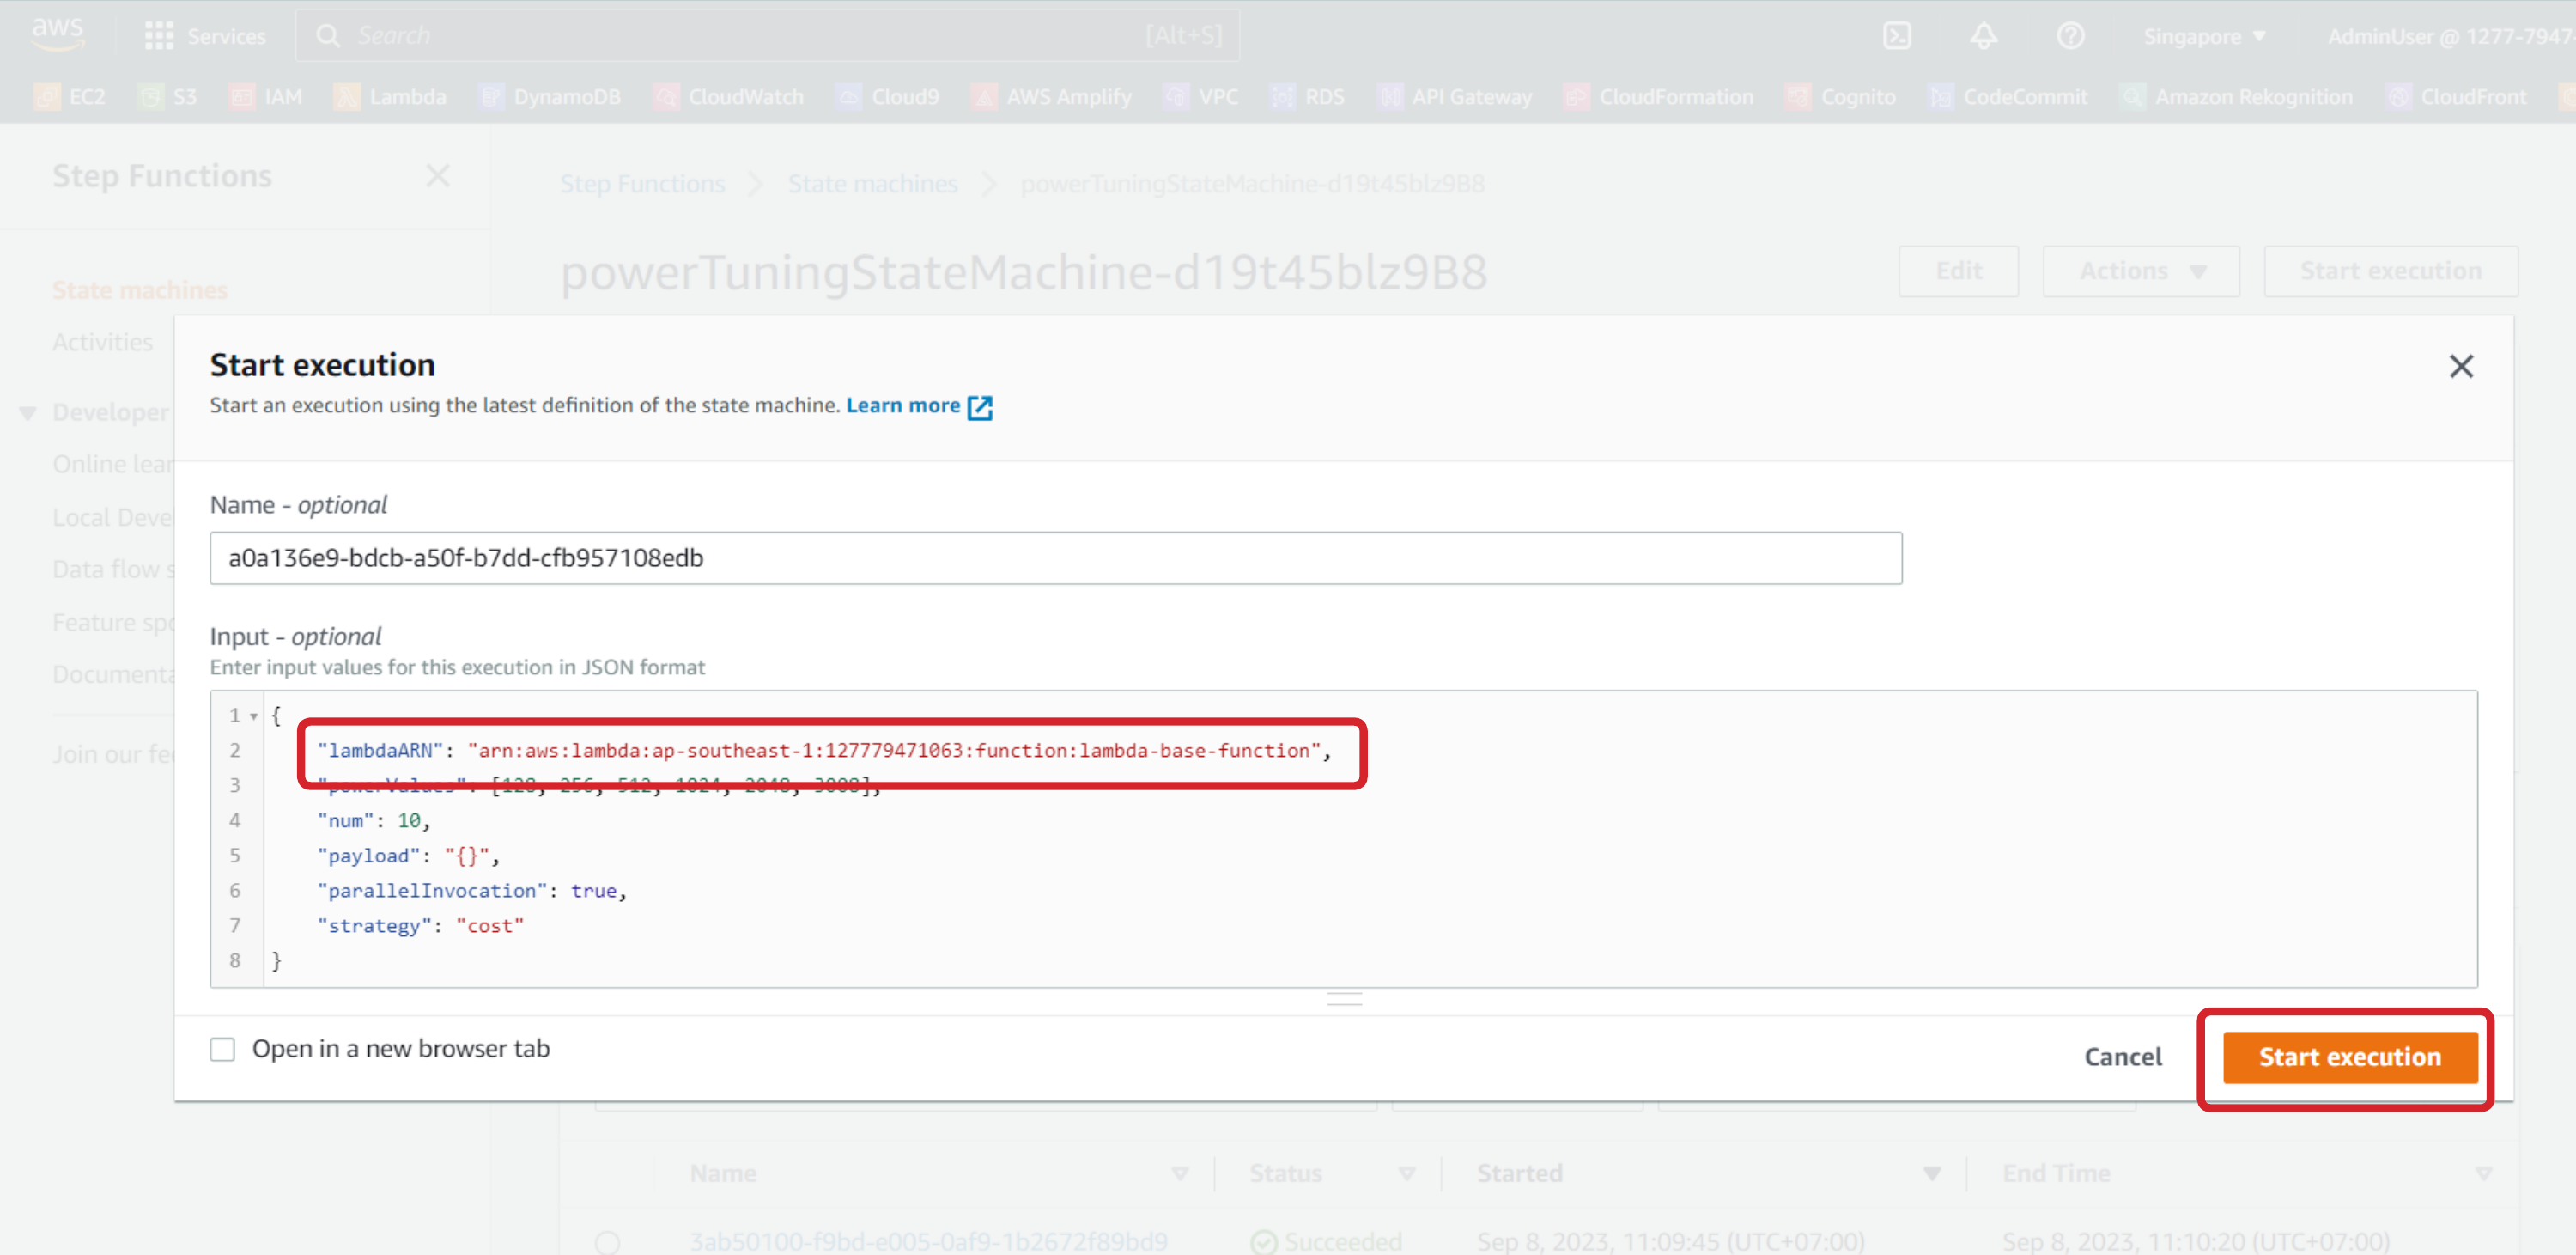 aws Services Search [Alt+S] Singapore AdminUser @ 1277-7947-
EC2 S3 IAM Lambda DynamoDB CloudWatch Cloud9 AWS Amplify VPC RDS API Gateway CloudFormation Cognito CodeCommit Amazon Rekognition CloudFront
Step Functions
Step Functions State machines powerTuningStateMachine-d19t45blz9B8
powerTuningStateMachine-d19t45blz9B8
Edit Actions Start execution
State machines
Activities
Developer
Online lear
Local Deve
Data flow s
Feature spo
Documenta
Join our fee
Start execution
Start an execution using the latest definition of the state machine. Learn more
Name - optional
a0a136e9-bdcb-a50f-b7dd-cfb957108edb
Input - optional
Enter input values for this execution in JSON format
1 {
2 "lambdaARN": "arn:aws:lambda:ap-southeast-1:127779471063:function:lambda-base-function",
3 "powerValues": [128, 256, 512, 1024, 2048, 3008],
4 "num": 10,
5 "payload": "{}",
6 "parallelInvocation": true,
7 "strategy": "cost"
8 }
Open in a new browser tab
Cancel Start execution
Name Status Started End Time
3ab50100-f9bd-e005-0af9-1b2672f89bd9 Succeeded Sep 8, 2023, 11:09:45 (UTC+07:00) Sep 8, 2023, 11:10:20 (UTC+07:00)